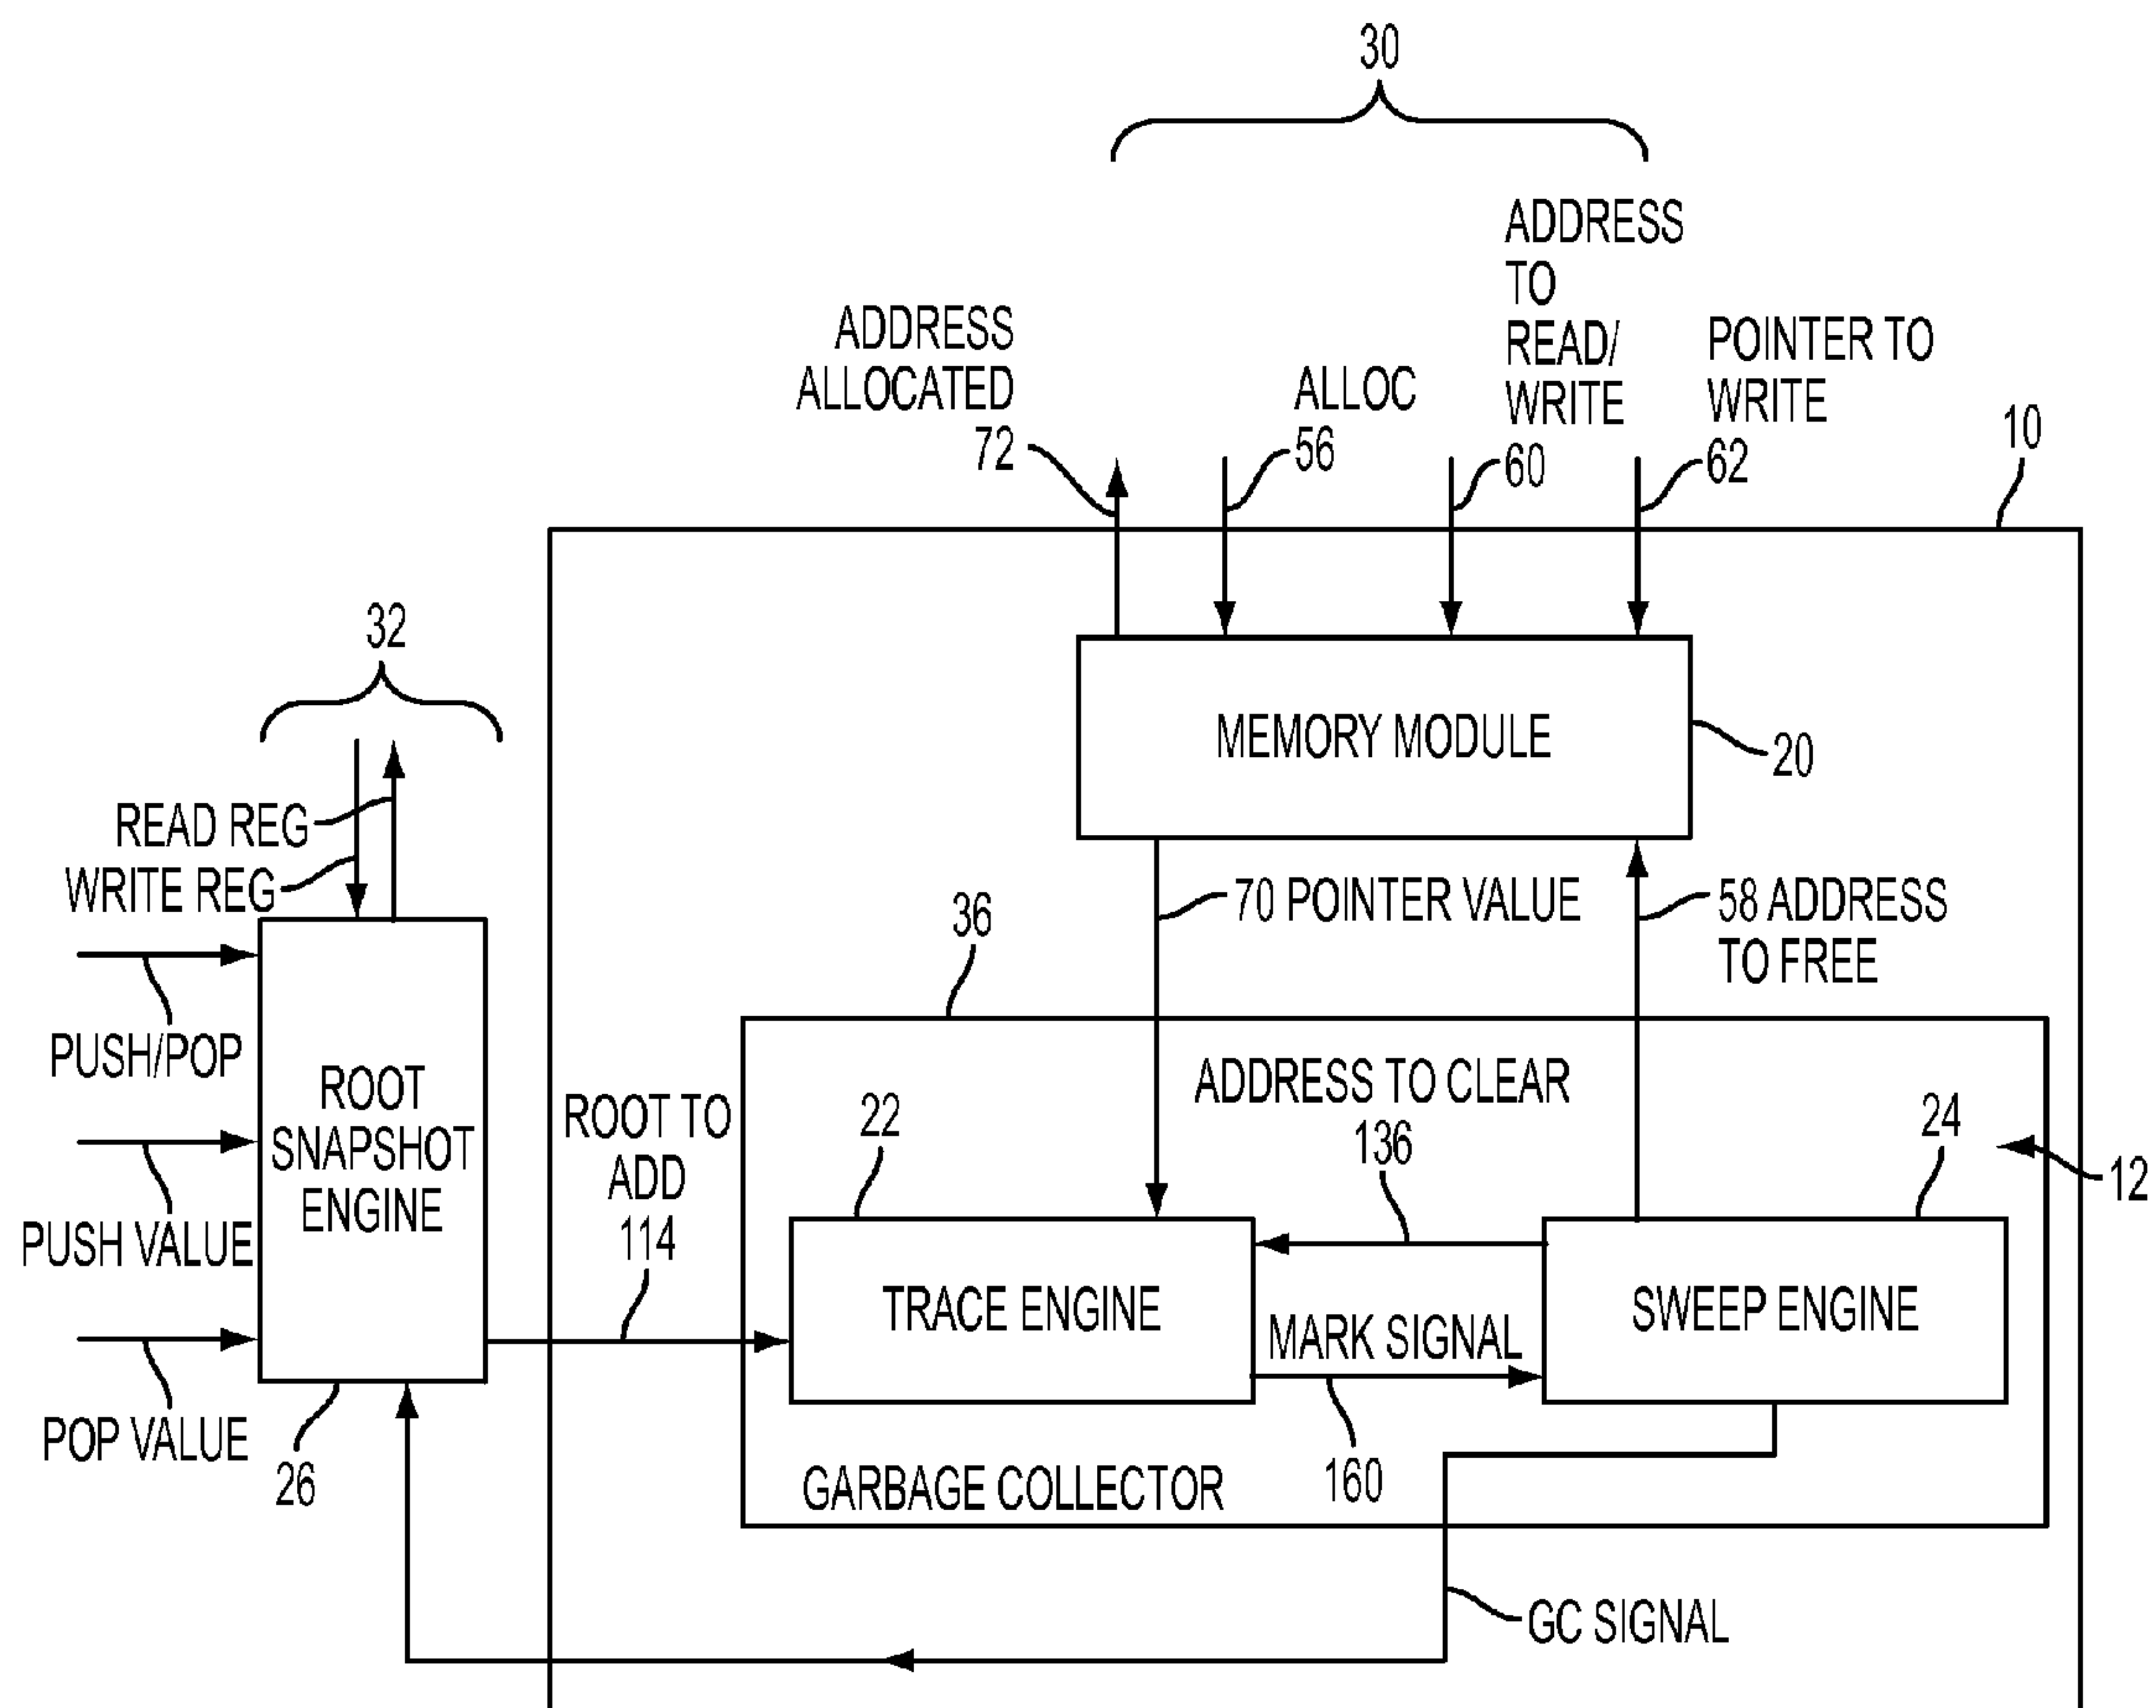 30
ADDRESS
TO
READ/
WRITE
60
ADDRESS
ALLOCATED
72
ALLOC
56
POINTER TO
WRITE
62
10
32
READ REG
WRITE REG
MEMORY MODULE
20
70 POINTER VALUE
58 ADDRESS
TO FREE
36
PUSH/POP
PUSH VALUE
POP VALUE
ROOT
SNAPSHOT
ENGINE
26
ROOT TO
ADD
114
22
ADDRESS TO CLEAR
136
24
12
TRACE ENGINE
MARK SIGNAL
160
SWEEP ENGINE
GARBAGE COLLECTOR
GC SIGNAL